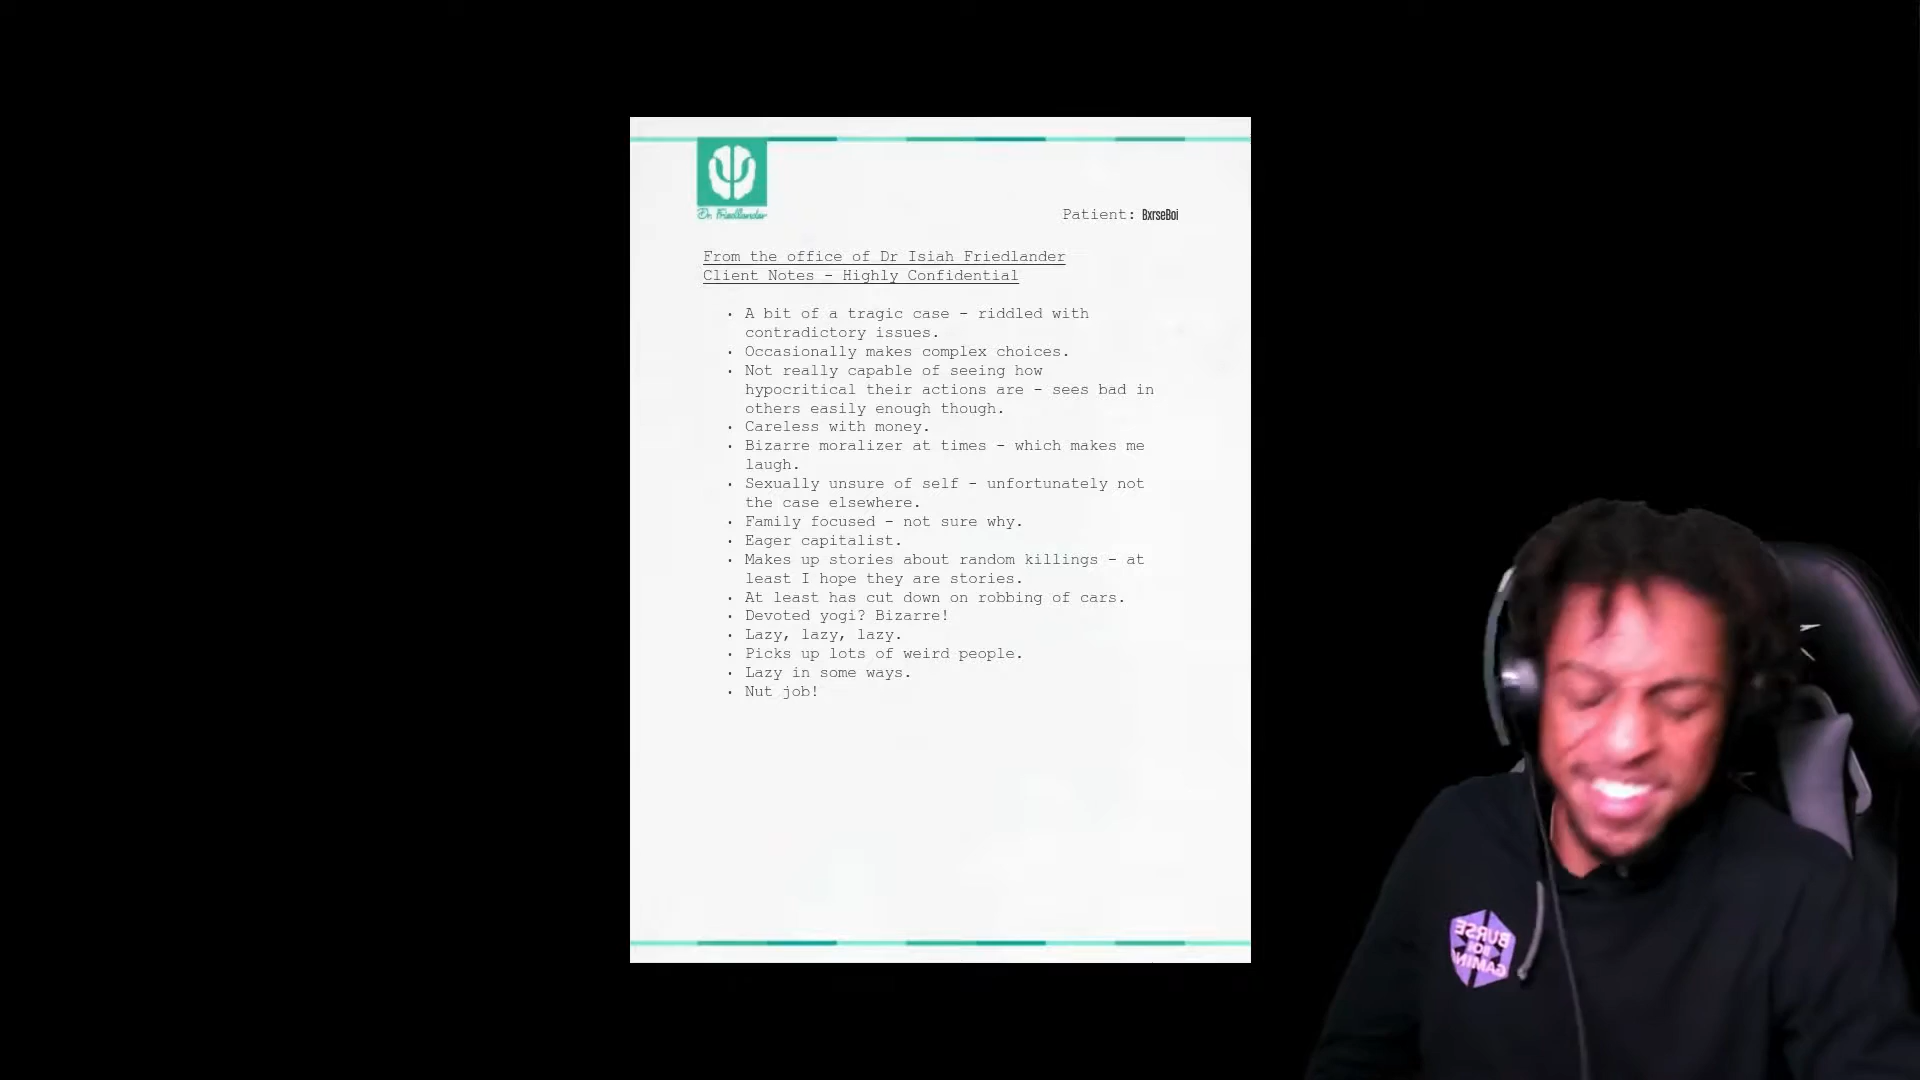 Dr. Friedlander
Patient: BxrseBoi
From the office of Dr Isiah Friedlander
Client Notes - Highly Confidential
· A bit of a tragic case - riddled with
contradictory issues.
· Occasionally makes complex choices.
· Not really capable of seeing how
hypocritical their actions are - sees bad in
others easily enough though.
· Careless with money.
· Bizarre moralizer at times - which makes me
laugh.
· Sexually unsure of self - unfortunately not
the case elsewhere.
· Family focused - not sure why.
· Eager capitalist.
· Makes up stories about random killings - at
least I hope they are stories.
· At least has cut down on robbing of cars.
· Devoted yogi? Bizarre!
· Lazy, lazy, lazy.
· Picks up lots of weird people.
· Lazy in some ways.
· Nut job!
BURSE
BOI
GAMIN